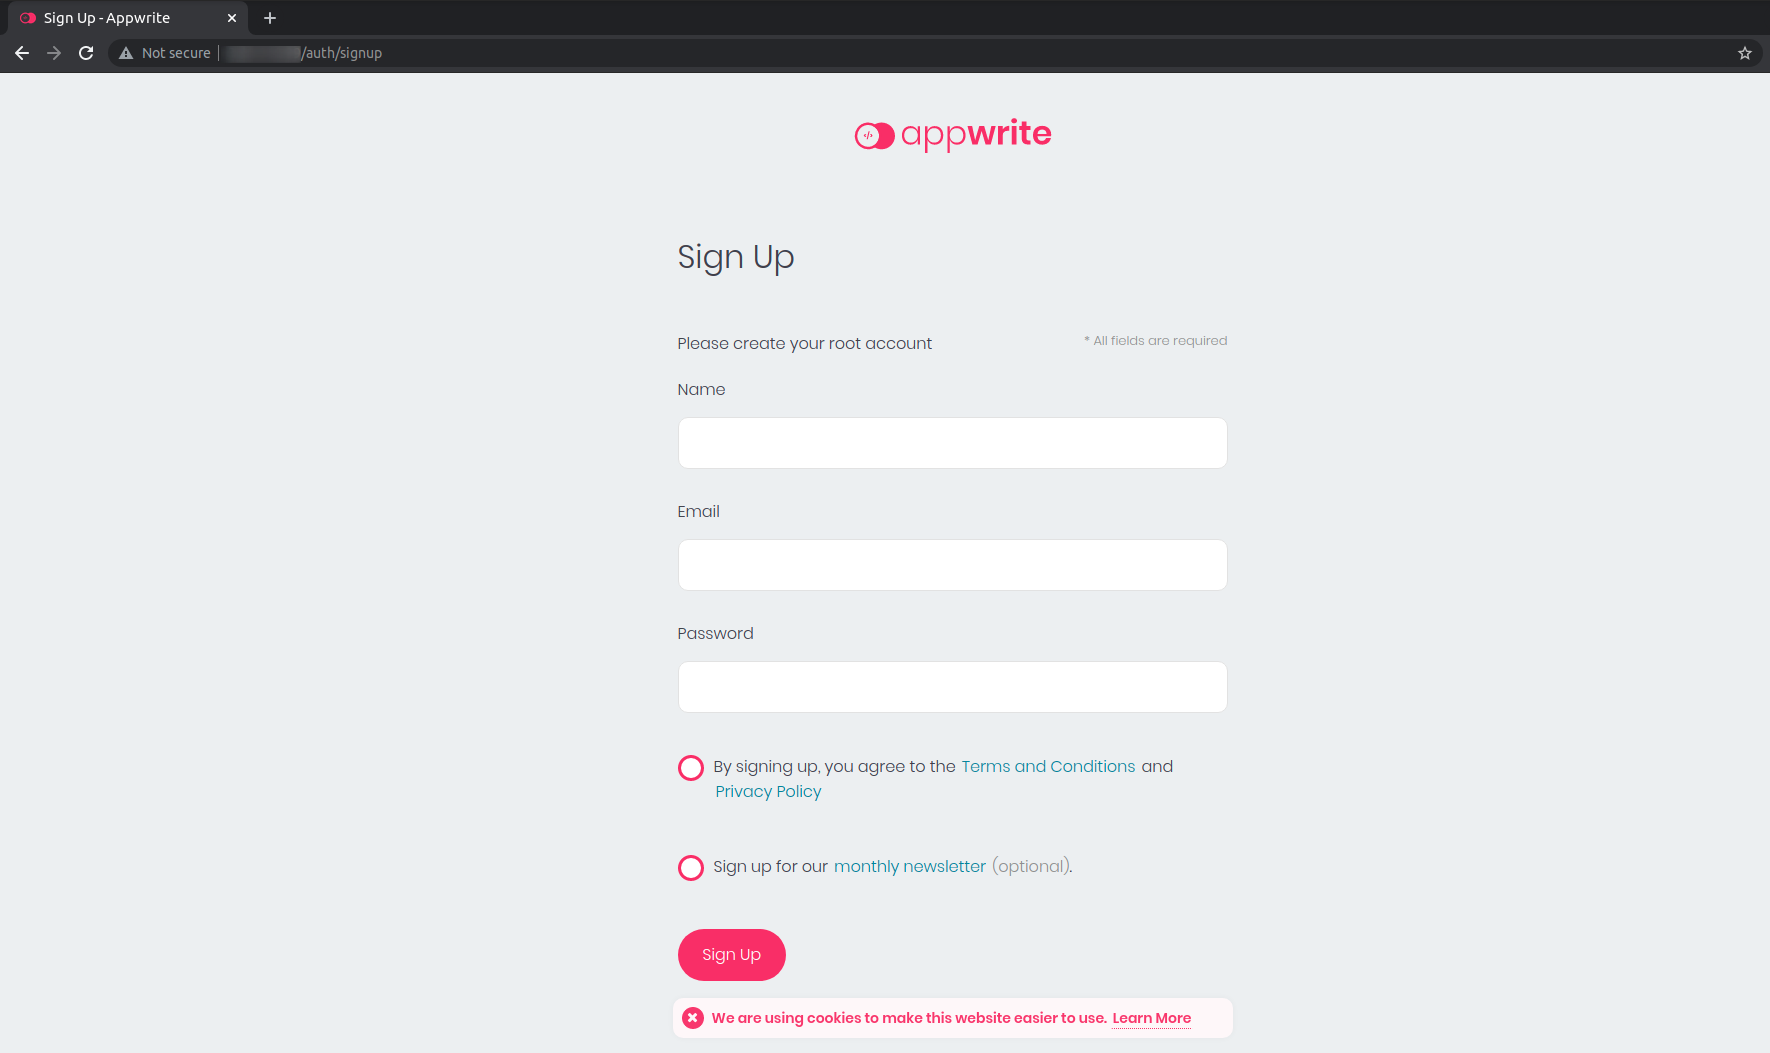 Sign Up - Appwrite
Not secure
/auth/signup
appwrite
Sign Up
Please create your root account
* All fields are required
Name
Email
Password
By signing up, you agree to the Terms and Conditions and
Privacy Policy
Sign up for our monthly newsletter (optional).
Sign Up
We are using cookies to make this website easier to use. Learn More